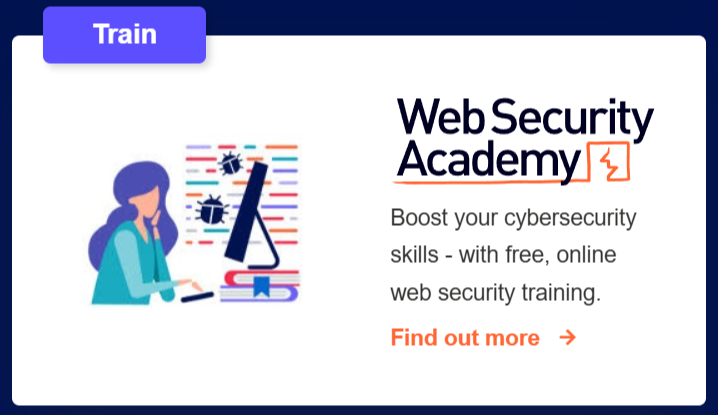 Train
Web Security
Academy
Boost your cybersecurity
skills - with free, online
web security training.
Find out more →